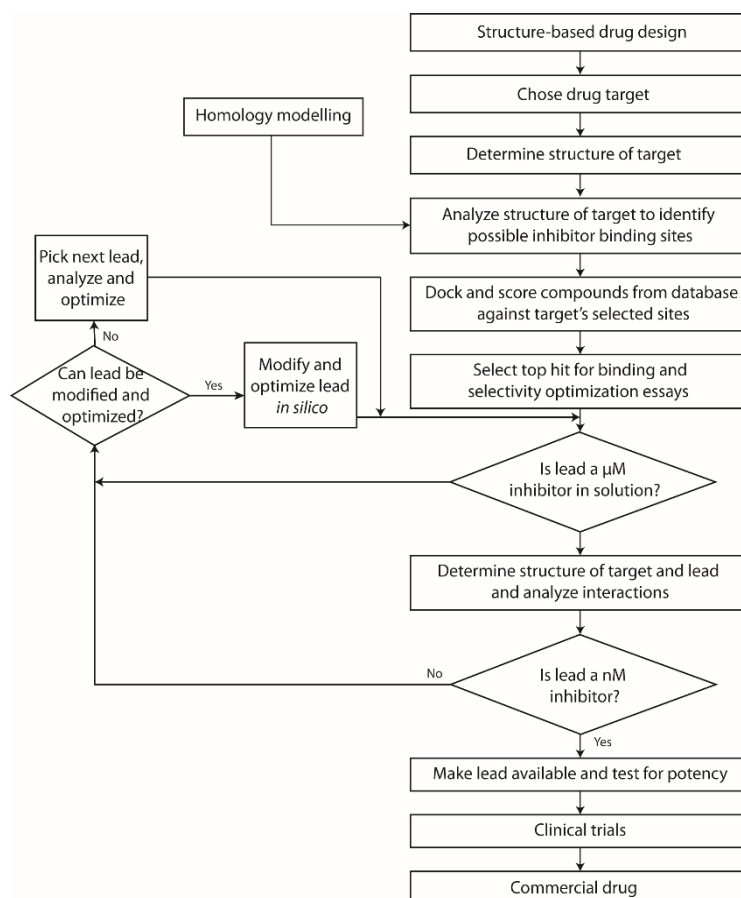 Structure-based drug design
Chose drug target
Homology modelling
Determine structure of target
Analyze structure of target to identify
possible inhibitor binding sites
Pick next lead,
analyze and
optimize
Dock and score compounds from database
against target's selected sites
No
Can lead be
modified and
optimized?
Yes
Modify and
optimize lead
in silico
Select top hit for binding and
selectivity optimization essays
Is lead a μM
inhibitor in solution?
Determine structure of target and lead
and analyze interactions
No
Is lead a nM
inhibitor?
Yes
Make lead available and test for potency
Clinical trials
Commercial drug